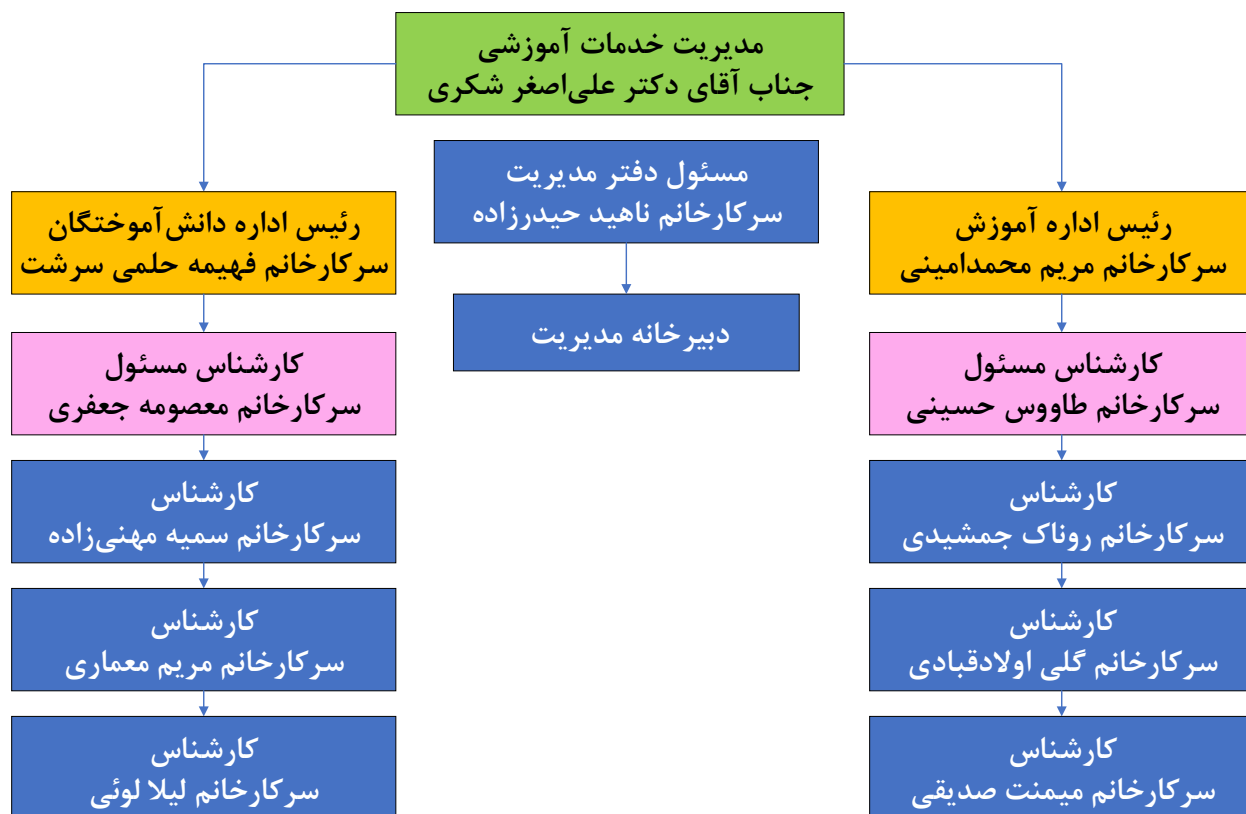 مدیریت خدمات آموزشی
جناب آقای دکتر علی‌اصغر شکری
مسئول دفتر مدیریت
سرکارخانم ناهید حیدرزاده
دبیرخانه مدیریت
رئیس اداره آموزش
سرکارخانم مریم محمدامینی
کارشناس مسئول
سرکارخانم طاووس حسینی
کارشناس
سرکارخانم روناک جمشیدی
کارشناس
سرکارخانم گلی اولادقبادی
کارشناس
سرکارخانم میمنت صدیقی
رئیس اداره دانش‌آموختگان
سرکارخانم فهیمه حلمی سرشت
کارشناس مسئول
سرکارخانم معصومه جعفری
کارشناس
سرکارخانم سمیه مهنی‌زاده
کارشناس
سرکارخانم مریم معماری
کارشناس
سرکارخانم لیلا لوئی